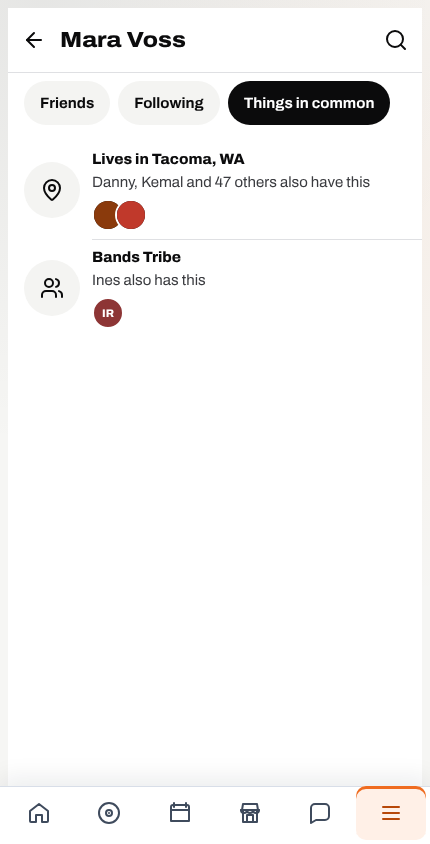 Mara Voss
Friends
Following
Things in common
Lives in Tacoma, WA
Danny, Kemal and 47 others also have this
Bands Tribe
Ines also has this
IR